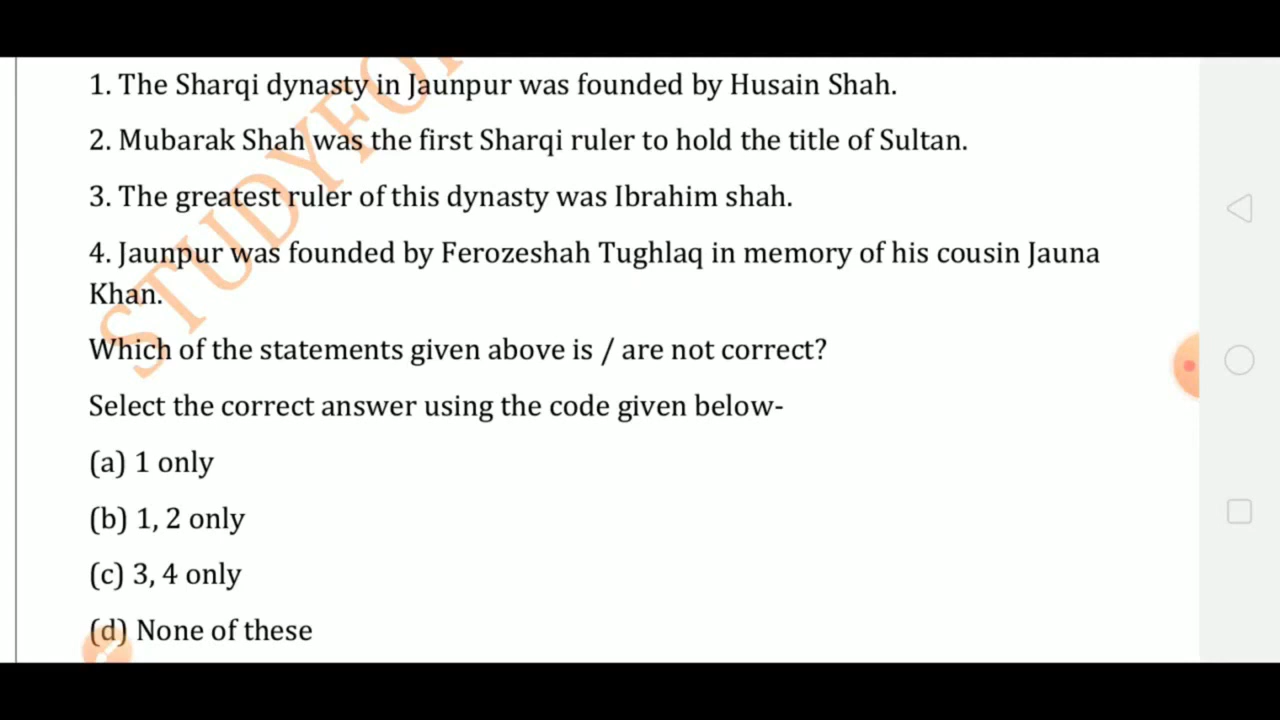 1. The Sharqi dynasty in Jaunpur was founded by Husain Shah.
2. Mubarak Shah was the first Sharqi ruler to hold the title of Sultan.
3. The greatest ruler of this dynasty was Ibrahim shah.
4. Jaunpur was founded by Ferozeshah Tughlaq in memory of his cousin Jauna
Khan.
Which of the statements given above is / are not correct?
Select the correct answer using the code given below-
(a) 1 only
(b) 1, 2 only
(c) 3, 4 only
(d) None of these
STUDYFO